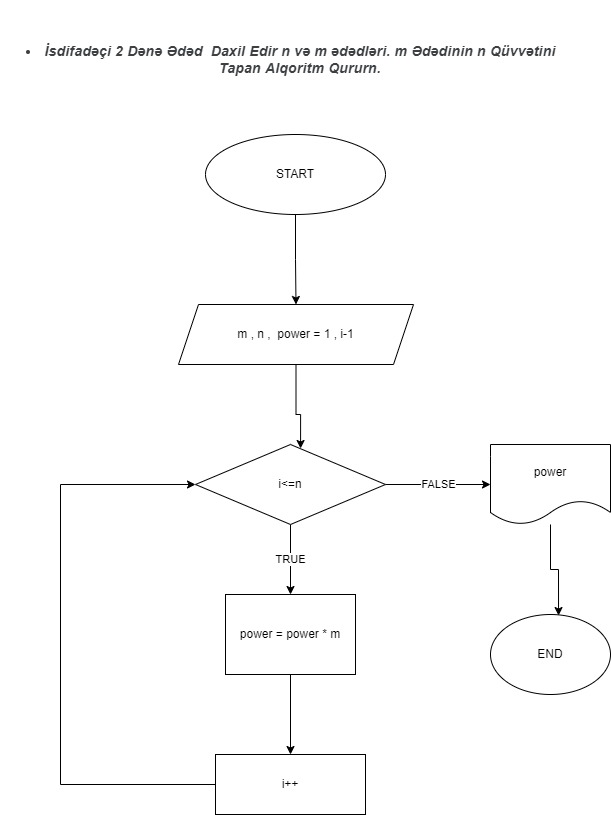 • İsdifadəçi 2 Dənə Ədəd Daxil Edir n və m ədədləri. m Ədədinin n Qüvvətini
Tapan Alqoritm Qururn.
START
m , n , power = 1 , i-1
i<=n
FALSE
power
TRUE
power = power * m
END
i++